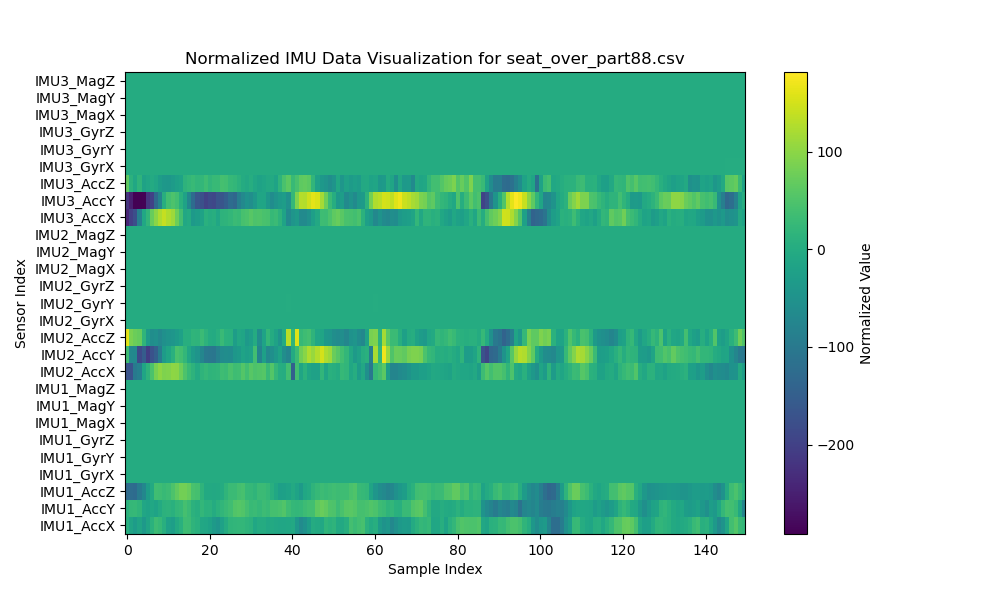 Normalized IMU Data Visualization for seat_over_part88.csv
IMU3_MagZ
IMU3_MagY
IMU3_MagX
IMU3_GyrZ
IMU3_GyrY
IMU3_GyrX
IMU3_AccZ
IMU3_AccY
IMU3_AccX
IMU2_MagZ
IMU2_MagY
IMU2_MagX
IMU2_GyrZ
IMU2_GyrY
IMU2_GyrX
IMU2_AccZ
IMU2_AccY
IMU2_AccX
IMU1_MagZ
IMU1_MagY
IMU1_MagX
IMU1_GyrZ
IMU1_GyrY
IMU1_GyrX
IMU1_AccZ
IMU1_AccY
IMU1_AccX
Sensor Index
0 20 40 60 80 100 120 140
Sample Index
100
0
−100
−200
Normalized Value